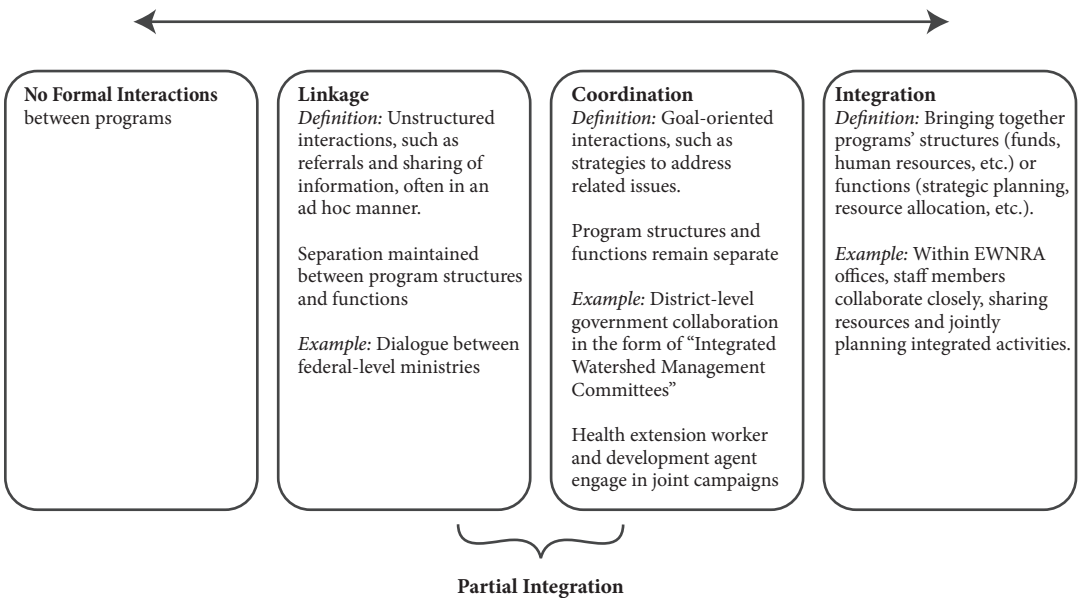 No Formal Interactions
between programs
Linkage
Definition: Unstructured
interactions, such as
referrals and sharing of
information, often in an
ad hoc manner.
Separation maintained
between program structures
and functions
Example: Dialogue between
federal-level ministries
Coordination
Definition: Goal-oriented
interactions, such as
strategies to address
related issues.
Program structures and
functions remain separate
Example: District-level
government collaboration
in the form of “Integrated
Watershed Management
Committees”
Health extension worker
and development agent
engage in joint campaigns
Integration
Definition: Bringing together
programs’ structures (funds,
human resources, etc.) or
functions (strategic planning,
resource allocation, etc.).
Example: Within EWNRA
offices, staff members
collaborate closely, sharing
resources and jointly
planning integrated activities.
Partial Integration